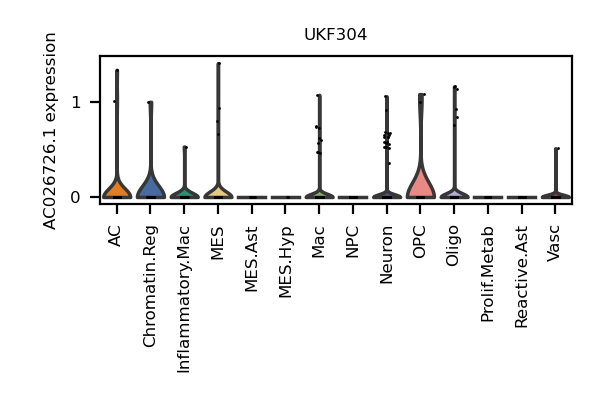 UKF304
AC026726.1 expression
1
0
AC
Chromatin.Reg
Inflammatory.Mac
MES
MES.Ast
MES.Hyp
Mac
NPC
Neuron
OPC
Oligo
Prolif.Metab
Reactive.Ast
Vasc